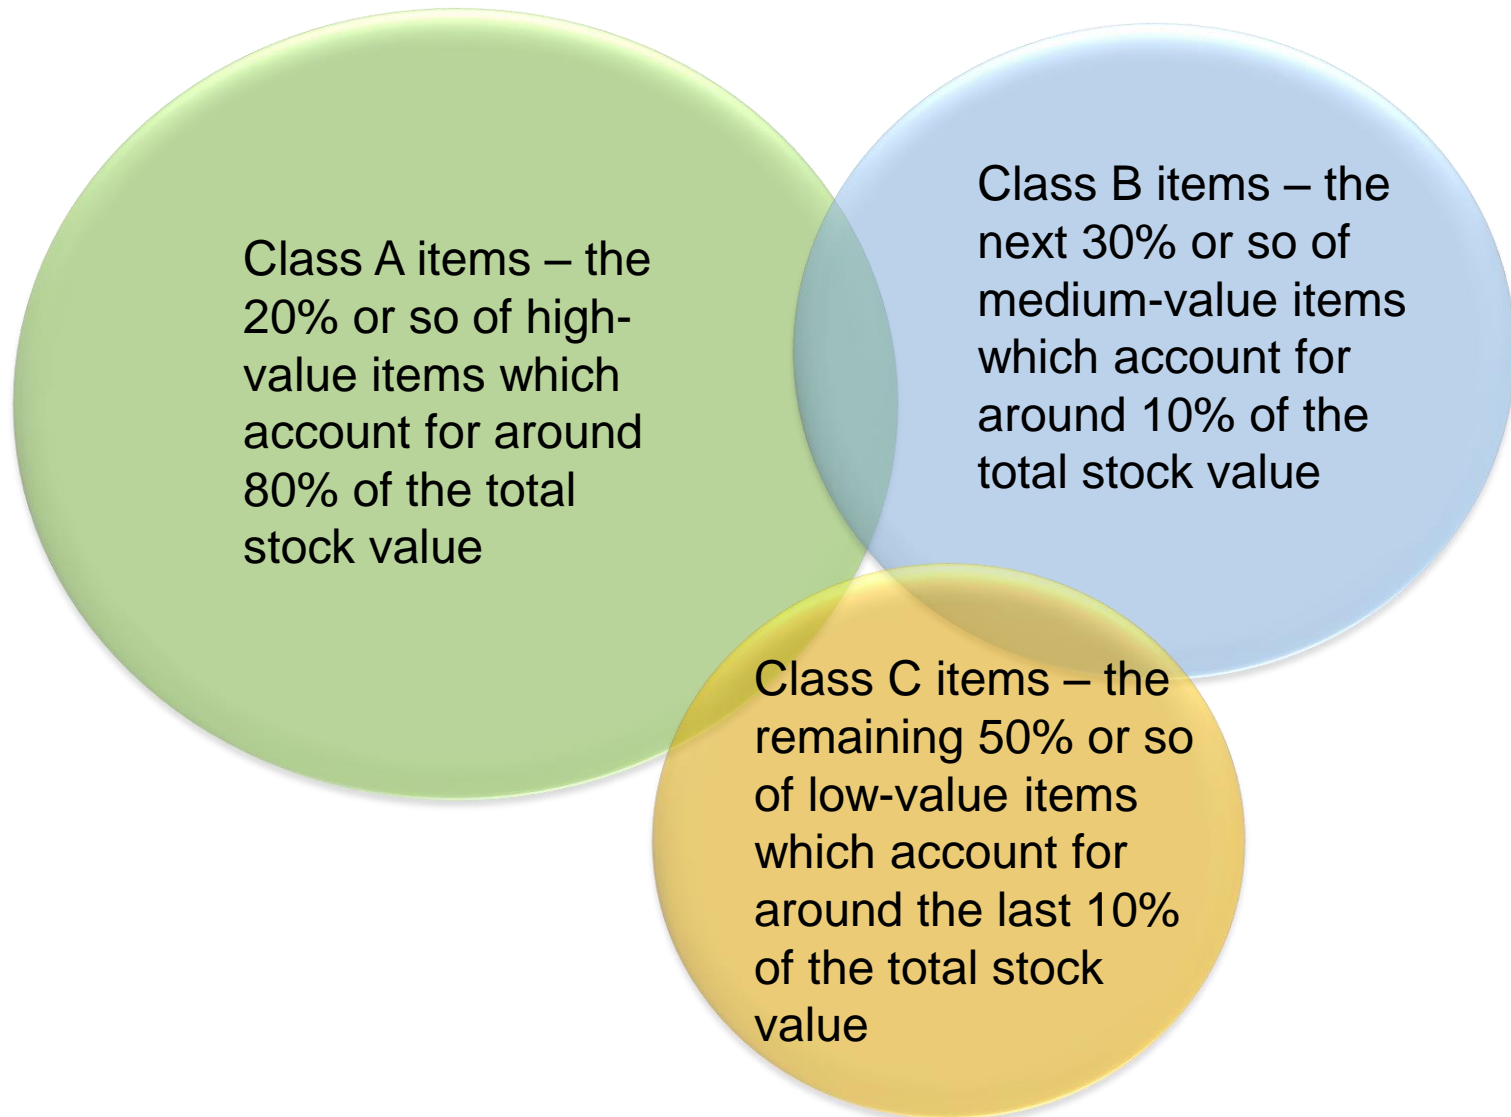 Class A items – the
20% or so of high-
value items which
account for around
80% of the total
stock value
Class B items – the
next 30% or so of
medium-value items
which account for
around 10% of the
total stock value
Class C items – the
remaining 50% or so
of low-value items
which account for
around the last 10%
of the total stock
value